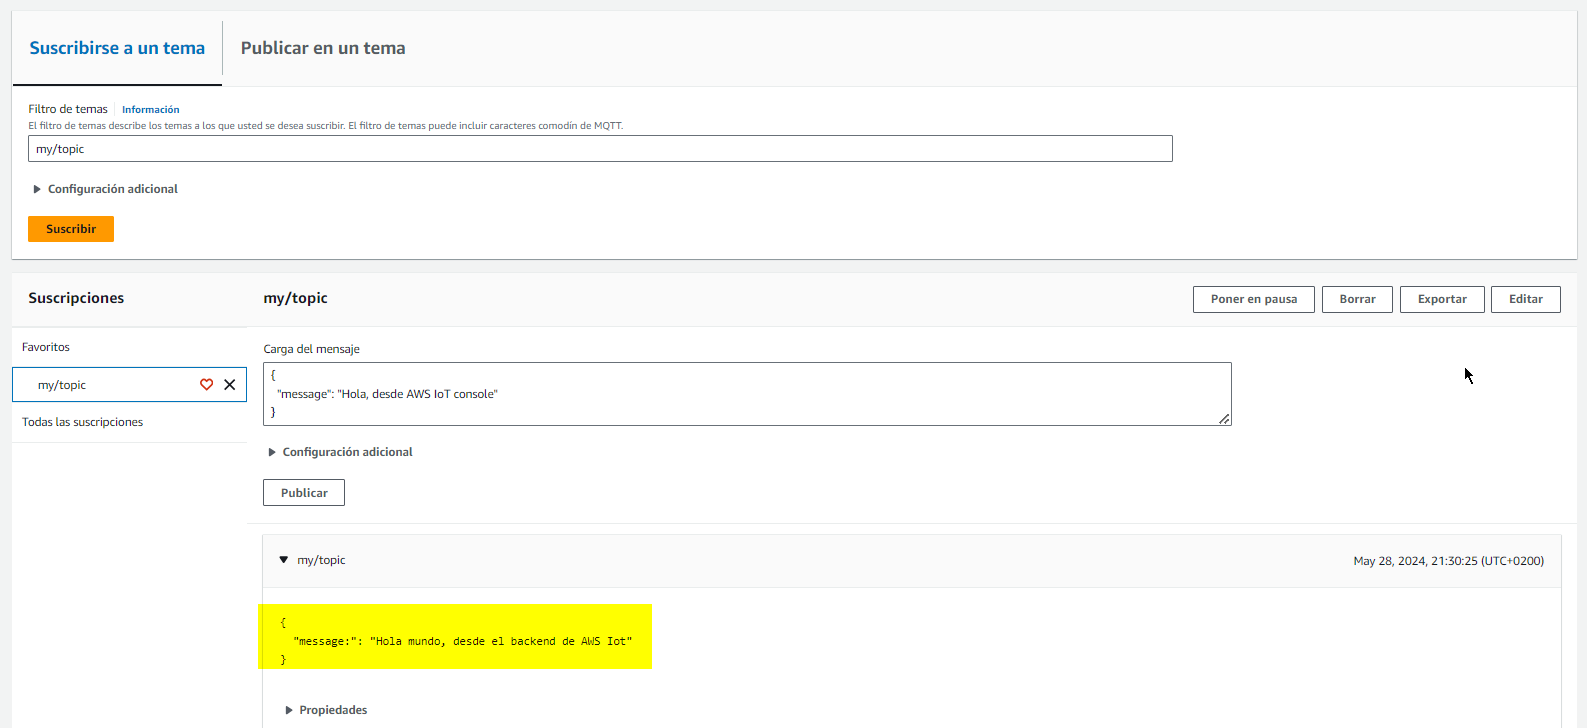 Suscribirse a un tema
Publicar en un tema
Filtro de temas
Información
El filtro de temas describe los temas a los que usted se desea suscribir. El filtro de temas puede incluir caracteres comodín de MQTT.
my/topic
Configuración adicional
Suscribir
Suscripciones
my/topic
Poner en pausa
Borrar
Exportar
Editar
Favoritos
my/topic
Todas las suscripciones
Carga del mensaje
{
"message": "Hola, desde AWS IoT console"
}
Configuración adicional
Publicar
my/topic
May 28, 2024, 21:30:25 (UTC+0200)
{
"message:": "Hola mundo, desde el backend de AWS Iot"
}
Propiedades